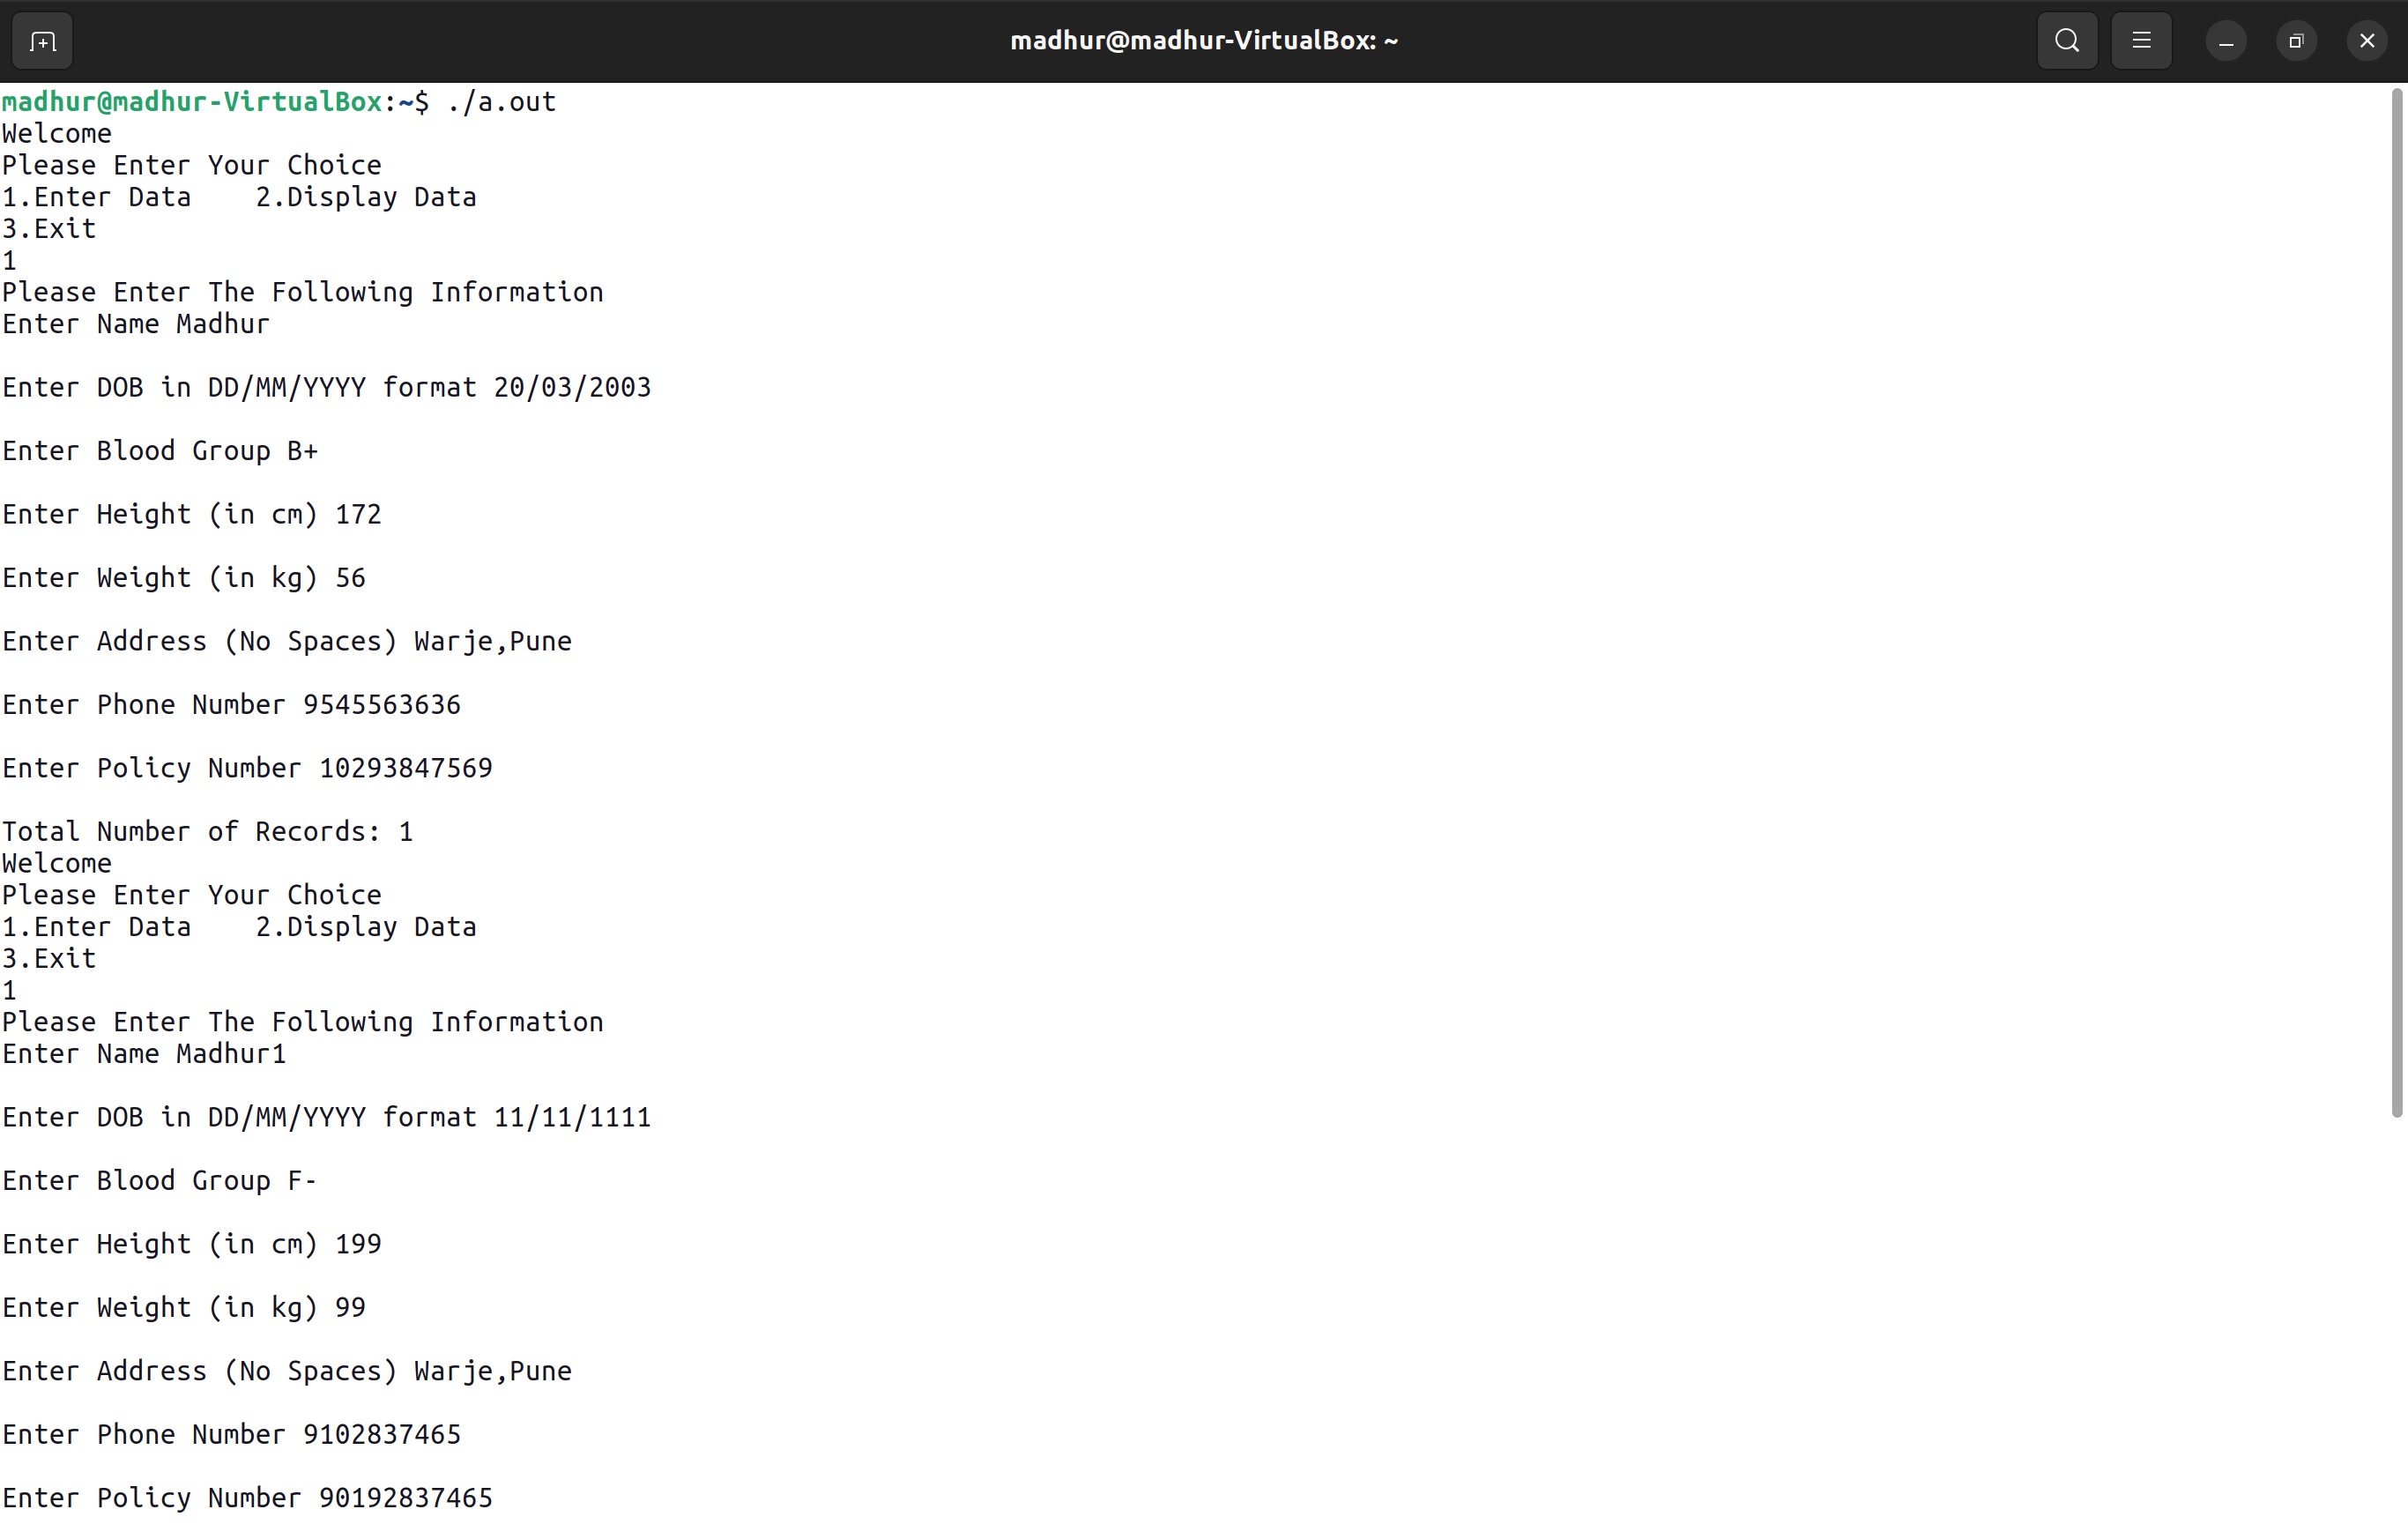 madhur@madhur-VirtualBox: ~
madhur@madhur-VirtualBox:~$ ./a.out
Welcome
Please Enter Your Choice
1.Enter Data    2.Display Data
3.Exit
1
Please Enter The Following Information
Enter Name Madhur
Enter DOB in DD/MM/YYYY format 20/03/2003
Enter Blood Group B+
Enter Height (in cm) 172
Enter Weight (in kg) 56
Enter Address (No Spaces) Warje,Pune
Enter Phone Number 9545563636
Enter Policy Number 10293847569
Total Number of Records: 1
Welcome
Please Enter Your Choice
1.Enter Data    2.Display Data
3.Exit
1
Please Enter The Following Information
Enter Name Madhur1
Enter DOB in DD/MM/YYYY format 11/11/1111
Enter Blood Group F-
Enter Height (in cm) 199
Enter Weight (in kg) 99
Enter Address (No Spaces) Warje,Pune
Enter Phone Number 9102837465
Enter Policy Number 90192837465